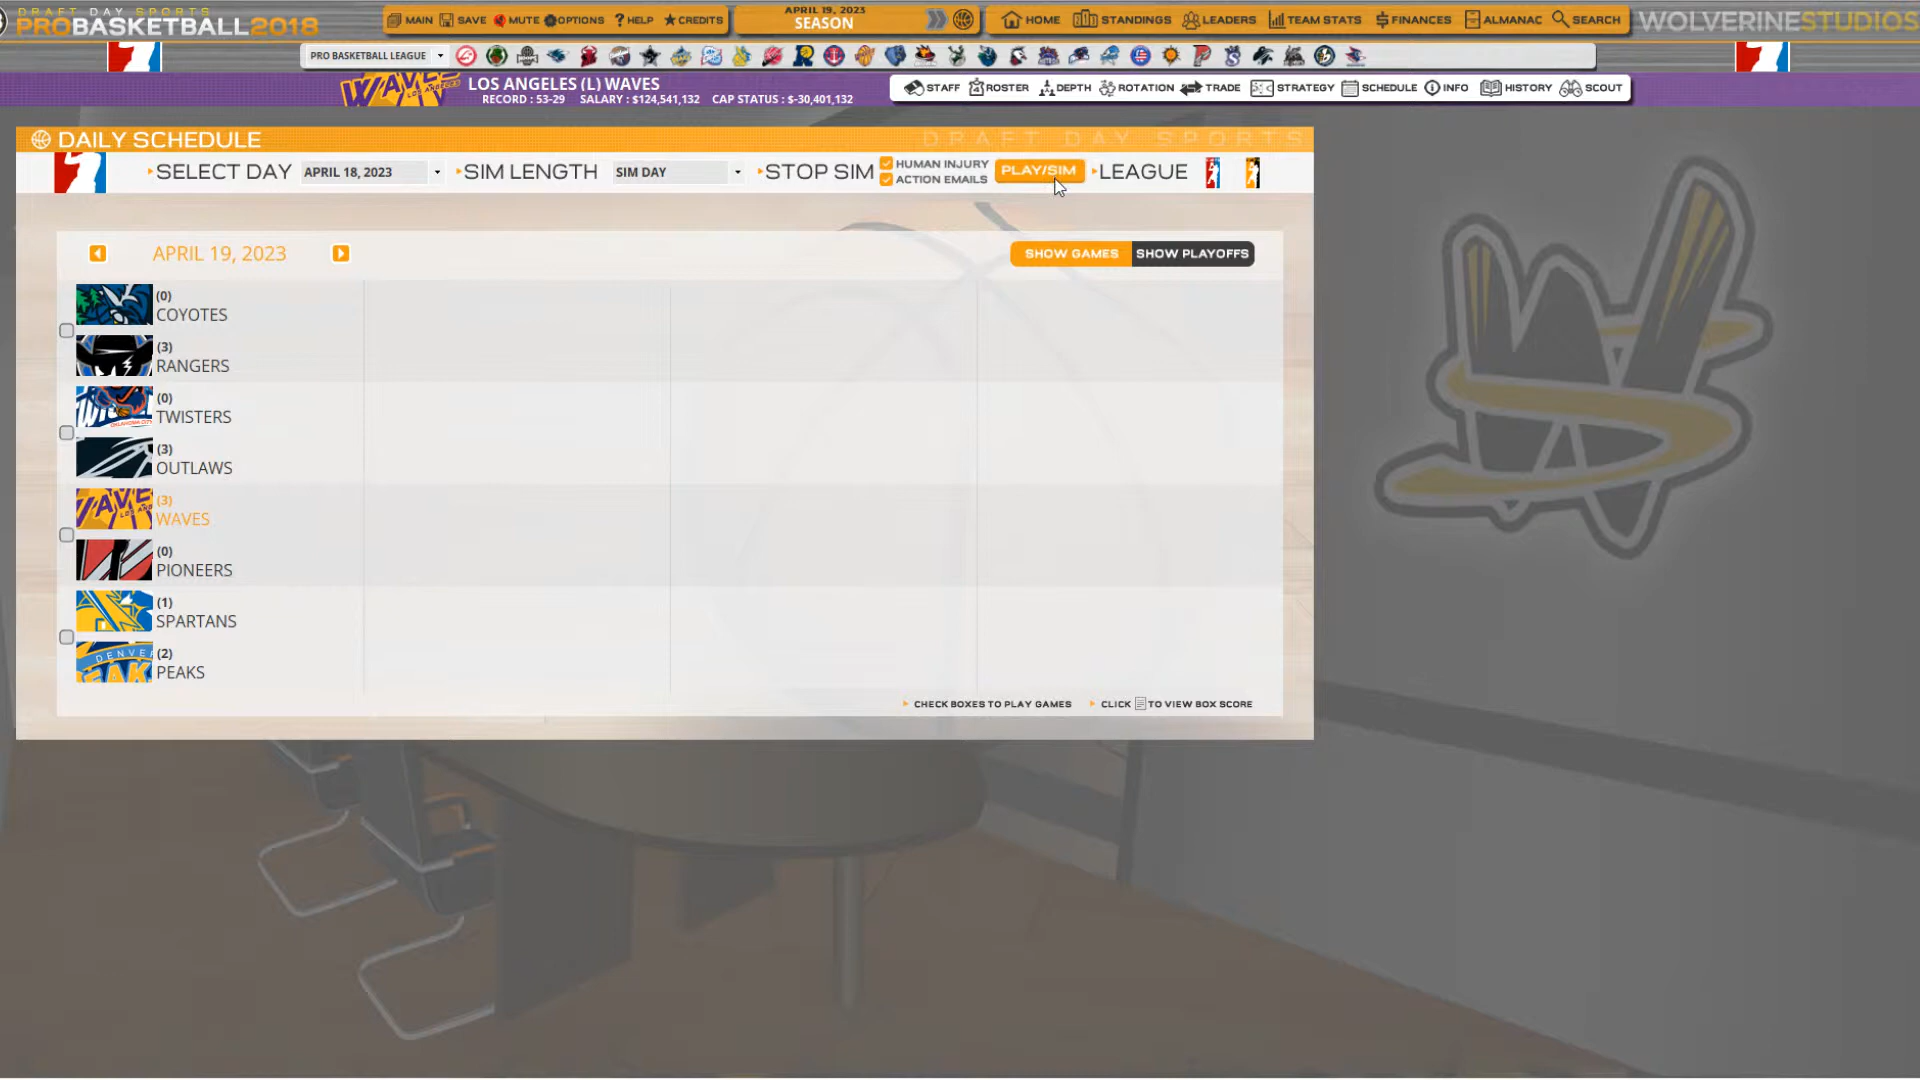 DRAFT DAY SPORTS
PROBASKETBALL2018
MAIN SAVE MUTE OPTIONS HELP CREDITS
APRIL 19, 2023
SEASON
HOME STANDINGS LEADERS TEAM STATS FINANCES ALMANAC SEARCH
WOLVERINESTUDIOS
PRO BASKETBALL LEAGUE
WAVES
LOS ANGELES (L) WAVES
RECORD : 53-29 SALARY : $124,541,132 CAP STATUS : $-30,401,132
STAFF ROSTER DEPTH ROTATION TRADE STRATEGY SCHEDULE INFO HISTORY SCOUT
DAILY SCHEDULE
DRAFT DAY SPORTS
SELECT DAY APRIL 18, 2023 SIM LENGTH SIM DAY STOP SIM HUMAN INJURY
ACTION EMAILS PLAY/SIM LEAGUE
APRIL 19, 2023
SHOW GAMES SHOW PLAYOFFS
(0)
COYOTES
(3)
RANGERS
(0)
TWISTERS
(3)
OUTLAWS
(3)
WAVES
(0)
PIONEERS
(1)
SPARTANS
(2)
PEAKS
CHECK BOXES TO PLAY GAMES CLICK TO VIEW BOX SCORE